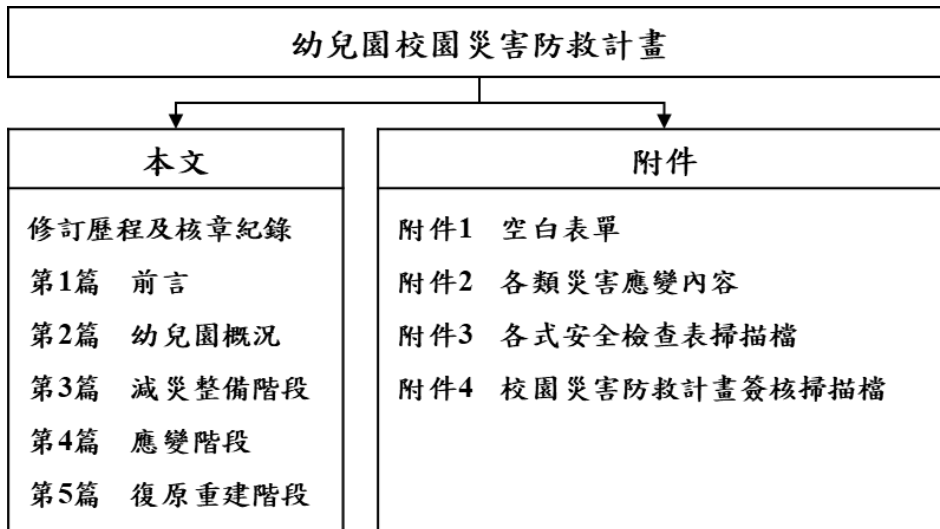 幼兒園校園災害防救計畫
本文
修訂歷程及核章紀錄
第1篇 前言
第2篇 幼兒園概況
第3篇 減災整備階段
第4篇 應變階段
第5篇 復原重建階段
附件
附件1 空白表單
附件2 各類災害應變內容
附件3 各式安全檢查表掃描檔
附件4 校園災害防救計畫簽核掃描檔